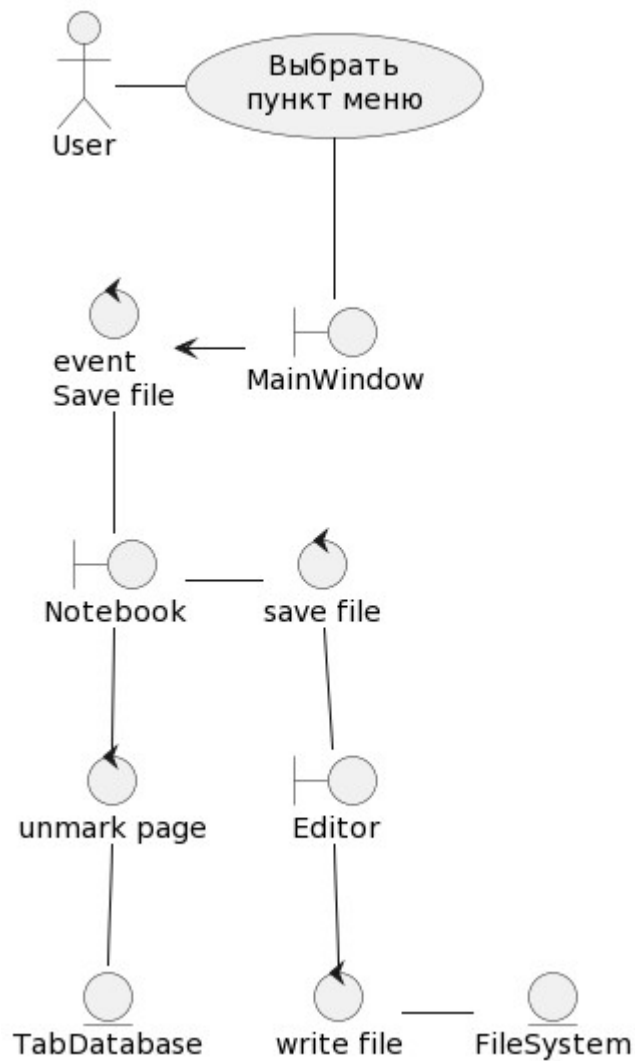 Выбрать
пункт меню
User
event
Save file
MainWindow
Notebook
save file
unmark page
Editor
TabDatabase
write file
FileSystem